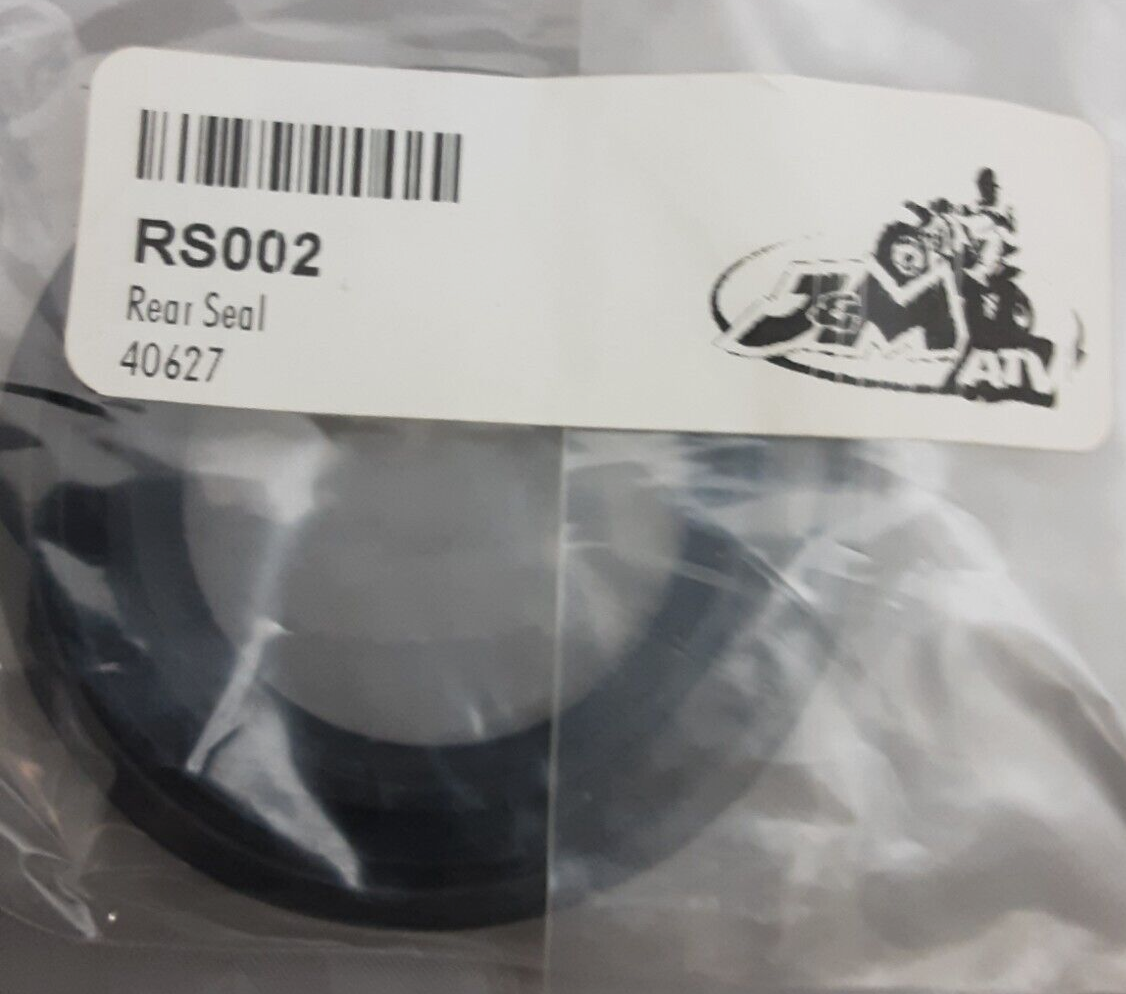 RS002
Rear Seal
40627
J&M
ATV